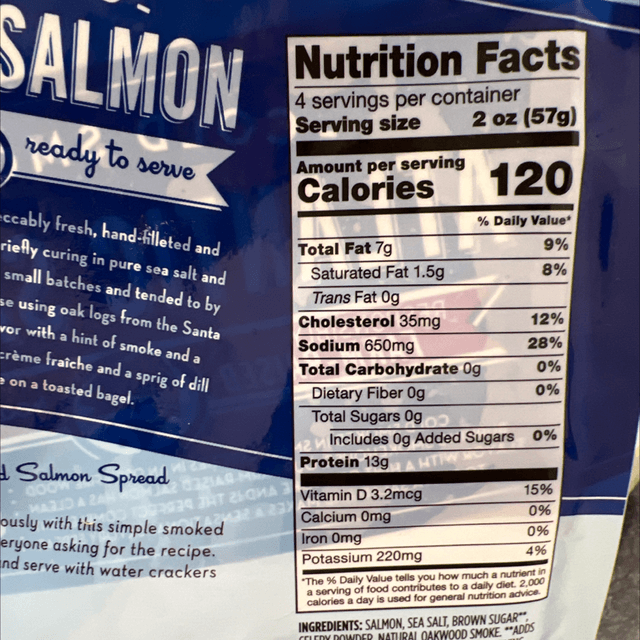 SALMON
ready to serve
fresh, hand-filleted and
curing in pure sea salt and
small batches and tended to by
using oak logs from the Santa
with a hint of smoke and a
crème fraîche and a sprig of dill
on a toasted bagel.
Salmon Spread
with this simple smoked
asking for the recipe.
and serve with water crackers
Nutrition Facts
4 servings per container
Serving size 2 oz (57g)
Amount per serving
Calories 120
% Daily Value*
Total Fat 7g 9%
Saturated Fat 1.5g 8%
Trans Fat 0g
Cholesterol 35mg 12%
Sodium 650mg 28%
Total Carbohydrate 0g 0%
Dietary Fiber 0g 0%
Total Sugars 0g
Includes 0g Added Sugars 0%
Protein 13g
Vitamin D 3.2mcg 15%
Calcium 0mg 0%
Iron 0mg 0%
Potassium 220mg 4%
*The % Daily Value tells you how much a nutrient in
a serving of food contributes to a daily diet. 2,000
calories a day is used for general nutrition advice.
INGREDIENTS: SALMON, SEA SALT, BROWN SUGAR**,
CELERY POWDER, NATURAL OAKWOOD SMOKE. **ADDS